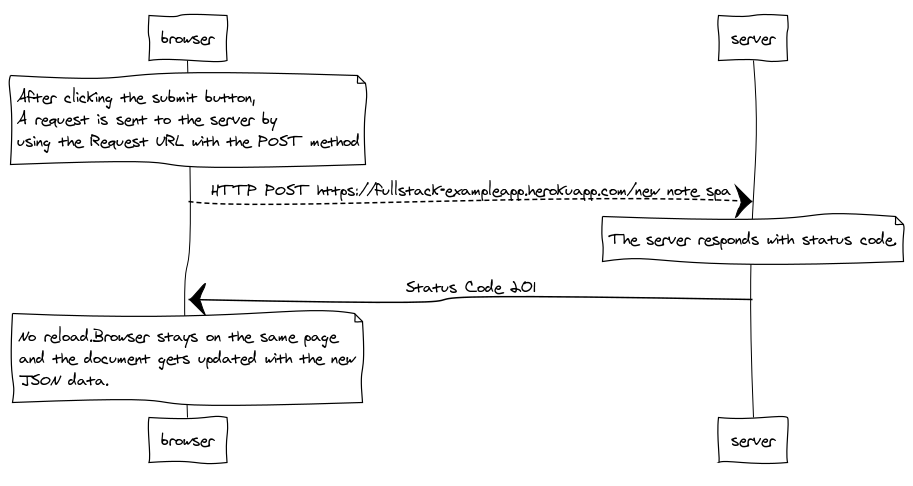 browser
server
After clicking the submit button,
A request is sent to the server by
using the Request URL with the POST method
HTTP POST https://fullstack-exampleapp.herokuapp.com/new_note_spa
The server responds with status code
Status Code 201
No reload.Browser stays on the same page
and the document gets updated with the new
JSON data.
browser
server